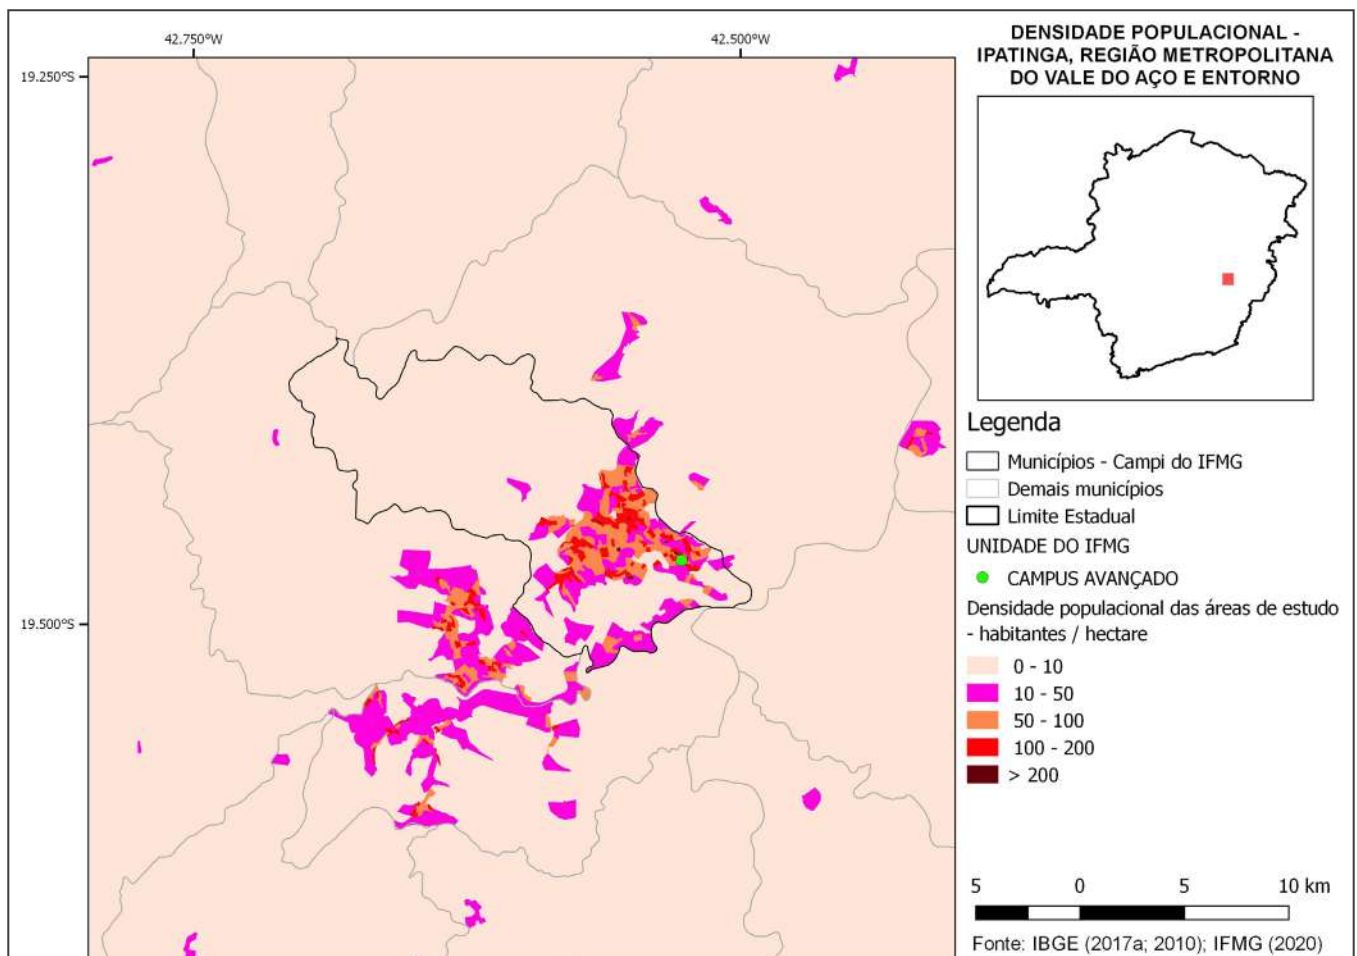 42.750°W
42.500°W
19.250°S
19.500°S
DENSIDADE POPULACIONAL -
IPATINGA, REGIÃO METROPOLITANA
DO VALE DO AÇO E ENTORNO
Legenda
Municípios - Campi do IFMG
Demais municípios
Limite Estadual
UNIDADE DO IFMG
CAMPUS AVANÇADO
Densidade populacional das áreas de estudo
- habitantes / hectare
0 - 10
10 - 50
50 - 100
100 - 200
> 200
5 0 5 10 km
Fonte: IBGE (2017a; 2010); IFMG (2020)